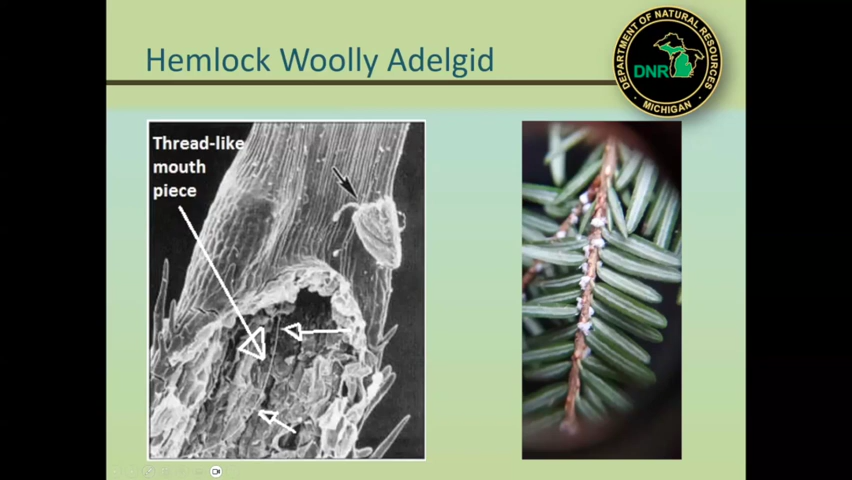 Hemlock Woolly Adelgid
DEPARTMENT OF NATURAL RESOURCES
DNR
MICHIGAN
Thread-like
mouth
piece